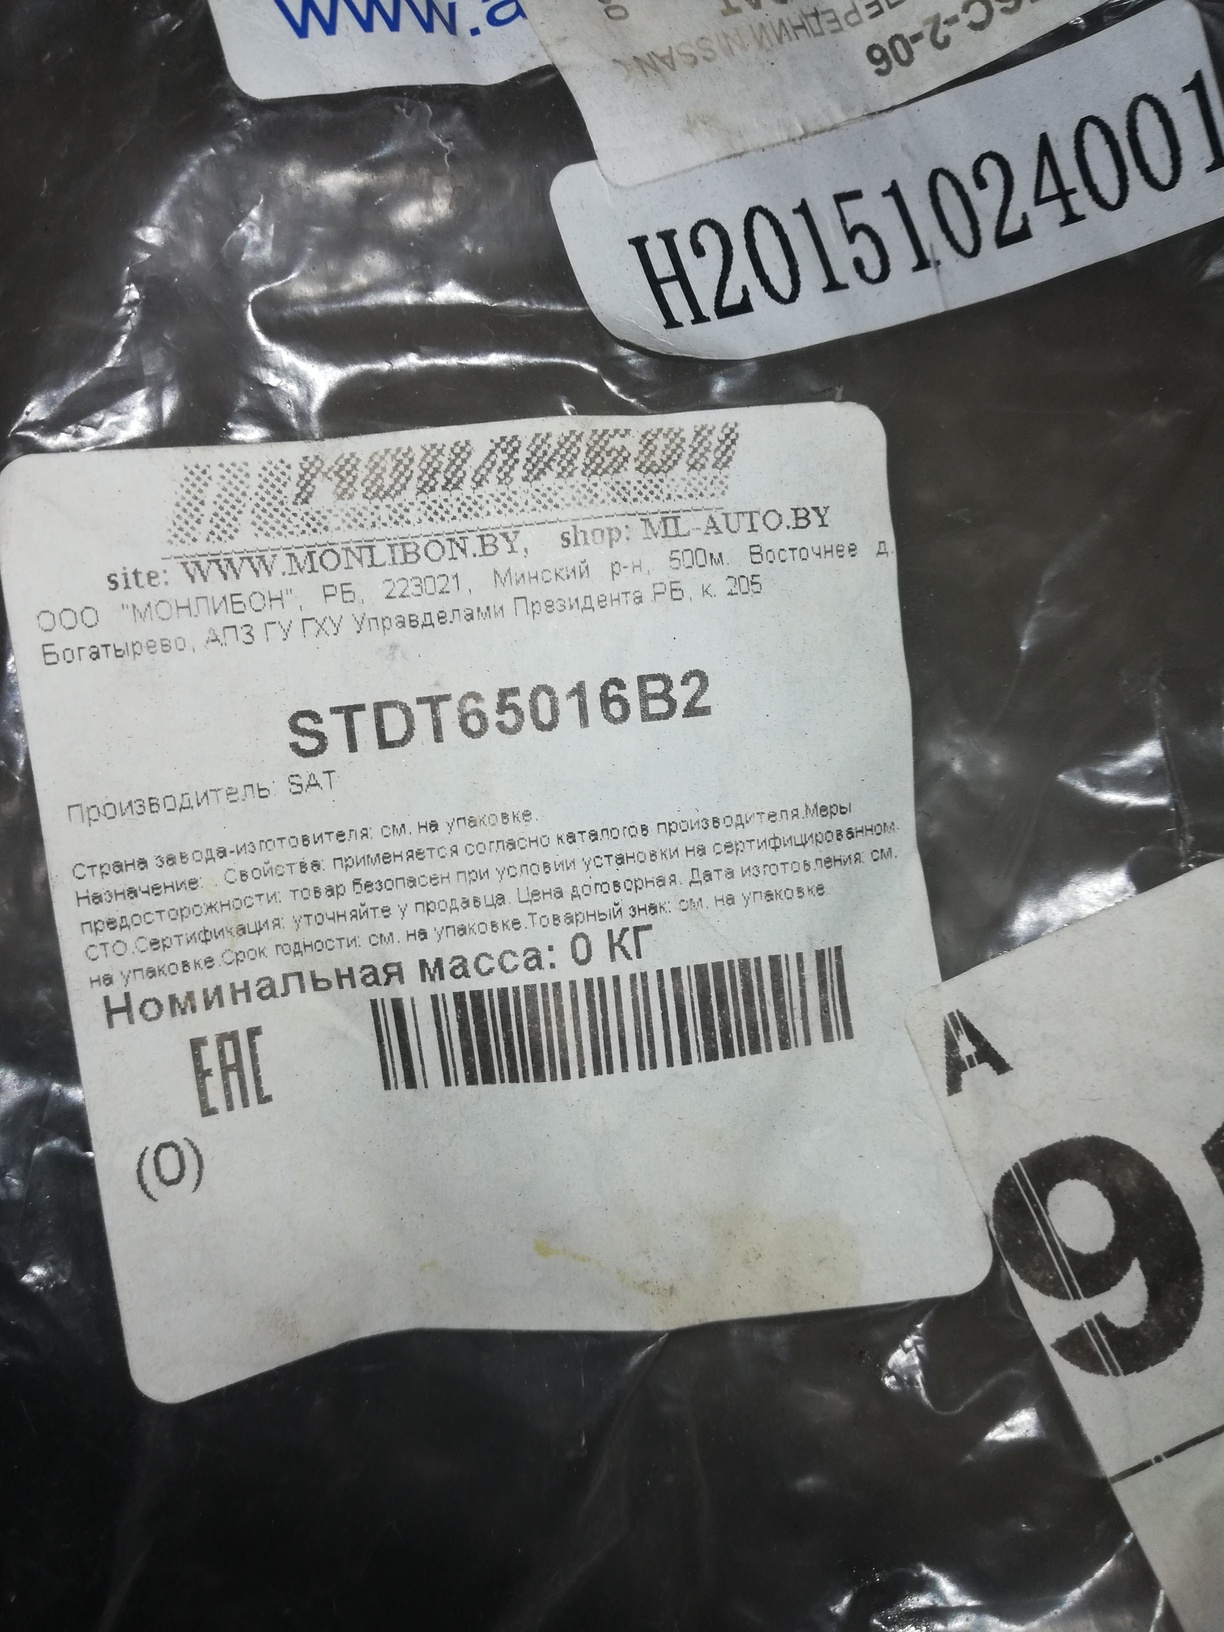 www.a
6C-2-06
ПЕРЕДНИЙ NISSAN
H20151024001
МОНЛИБОН
site: WWW.MONLIBON.BY, shop: ML-AUTO.BY
ООО "МОНЛИБОН", РБ, 223021, Минский р-н, 500м. Восточнее д.
Богатырево, АПЗ ГУ ГХУ Управделами Президента РБ, к. 205
STDT65016B2
Производитель: SAT
Страна завода-изготовителя: см. на упаковке.
Назначение: Свойства: применяется согласно каталогов производителя.Меры
предосторожности: товар безопасен при условии установки на сертифицированном
СТО.Сертификация: уточняйте у продавца. Цена договорная. Дата изготовления: см.
на упаковке.Срок годности: см. на упаковке.Товарный знак: см. на упаковке
Номинальная масса: 0 КГ
EAC
(0)
A
9